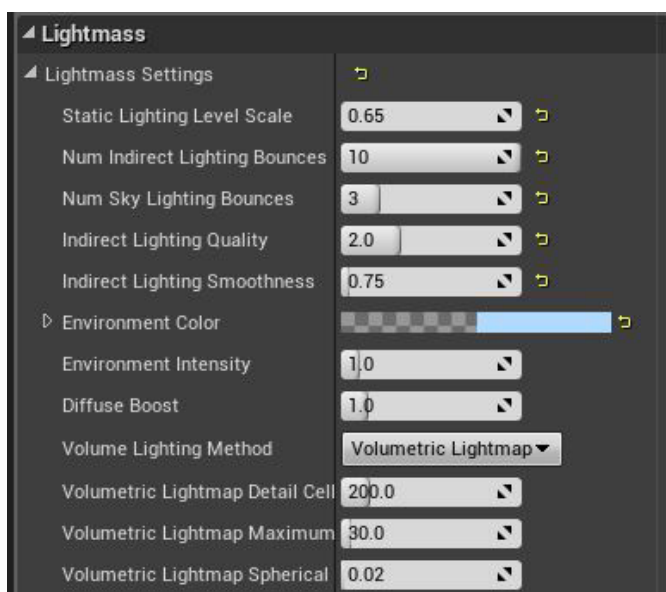 Lightmass
Lightmass Settings
Static Lighting Level Scale 0.65
Num Indirect Lighting Bounces 10
Num Sky Lighting Bounces 3
Indirect Lighting Quality 2.0
Indirect Lighting Smoothness 0.75
Environment Color
Environment Intensity 1.0
Diffuse Boost 1.0
Volume Lighting Method Volumetric Lightmap
Volumetric Lightmap Detail Cell 200.0
Volumetric Lightmap Maximum 30.0
Volumetric Lightmap Spherical 0.02